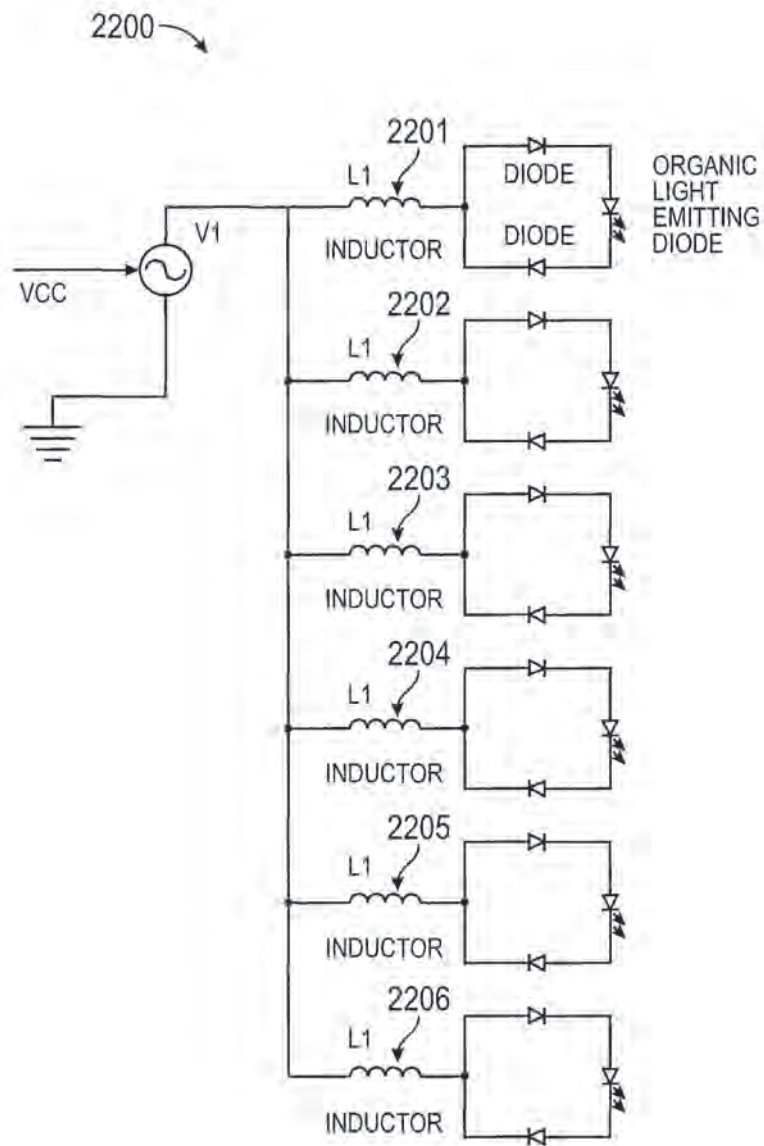 2200
2201
L1
DIODE
ORGANIC
LIGHT
EMITTING
DIODE
V1
INDUCTOR
DIODE
VCC
2202
L1
INDUCTOR
2203
L1
INDUCTOR
2204
L1
INDUCTOR
2205
L1
INDUCTOR
2206
L1
INDUCTOR